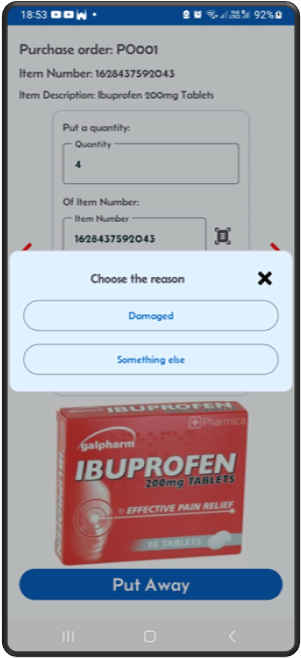 18:53
92%
Purchase order: PO001
Item Number: 1628437592043
Item Description: Ibuprofen 200mg Tablets
Put a quantity:
Quantity
4
Of Item Number:
Item Number
1628437592043
Choose the reason
Damaged
Something else
Pharmica
galpharm
IBUPROFEN
200mg TABLETS
EFFECTIVE PAIN RELIEF
16 TABLETS
Put Away